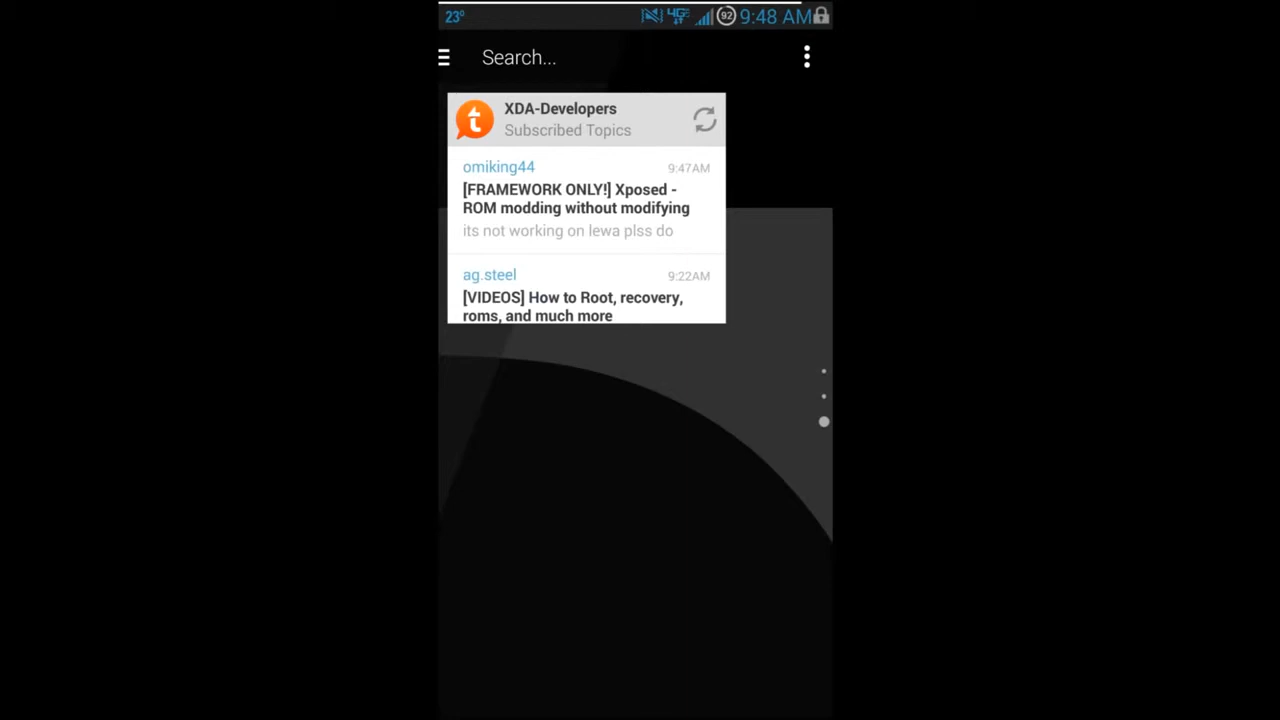 23° 4G 92 9:48 AM
Search...
XDA-Developers
Subscribed Topics
omiking44 9:47AM
[FRAMEWORK ONLY!] Xposed -
ROM modding without modifying
its not working on lewa plss do
ag.steel 9:22AM
[VIDEOS] How to Root, recovery,
roms, and much more